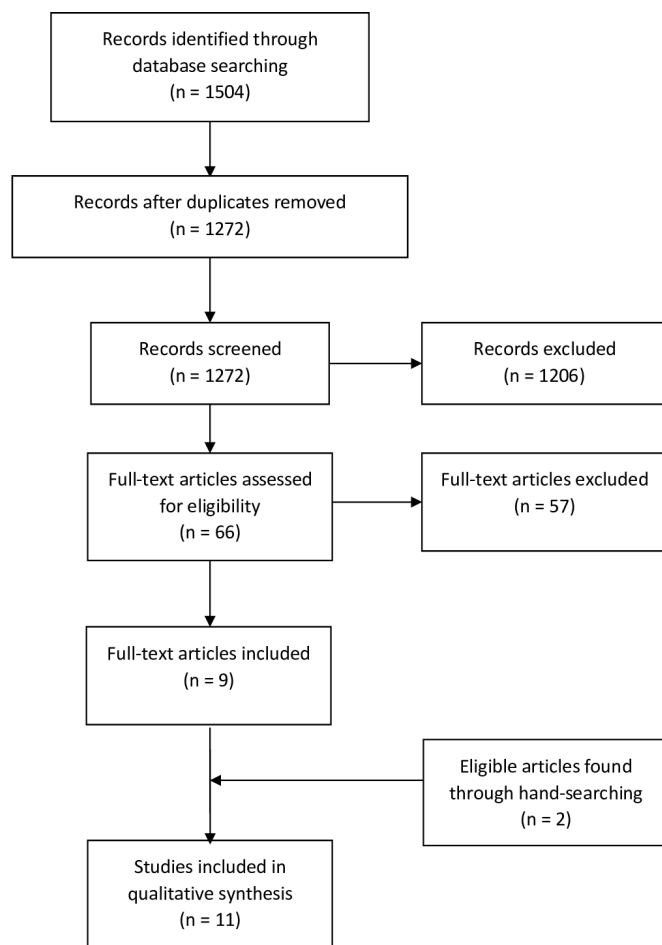 Records identified through
database searching
(n = 1504)
Records after duplicates removed
(n = 1272)
Records screened
(n = 1272)
Records excluded
(n = 1206)
Full-text articles assessed
for eligibility
(n = 66)
Full-text articles excluded
(n = 57)
Full-text articles included
(n = 9)
Eligible articles found
through hand-searching
(n = 2)
Studies included in
qualitative synthesis
(n = 11)